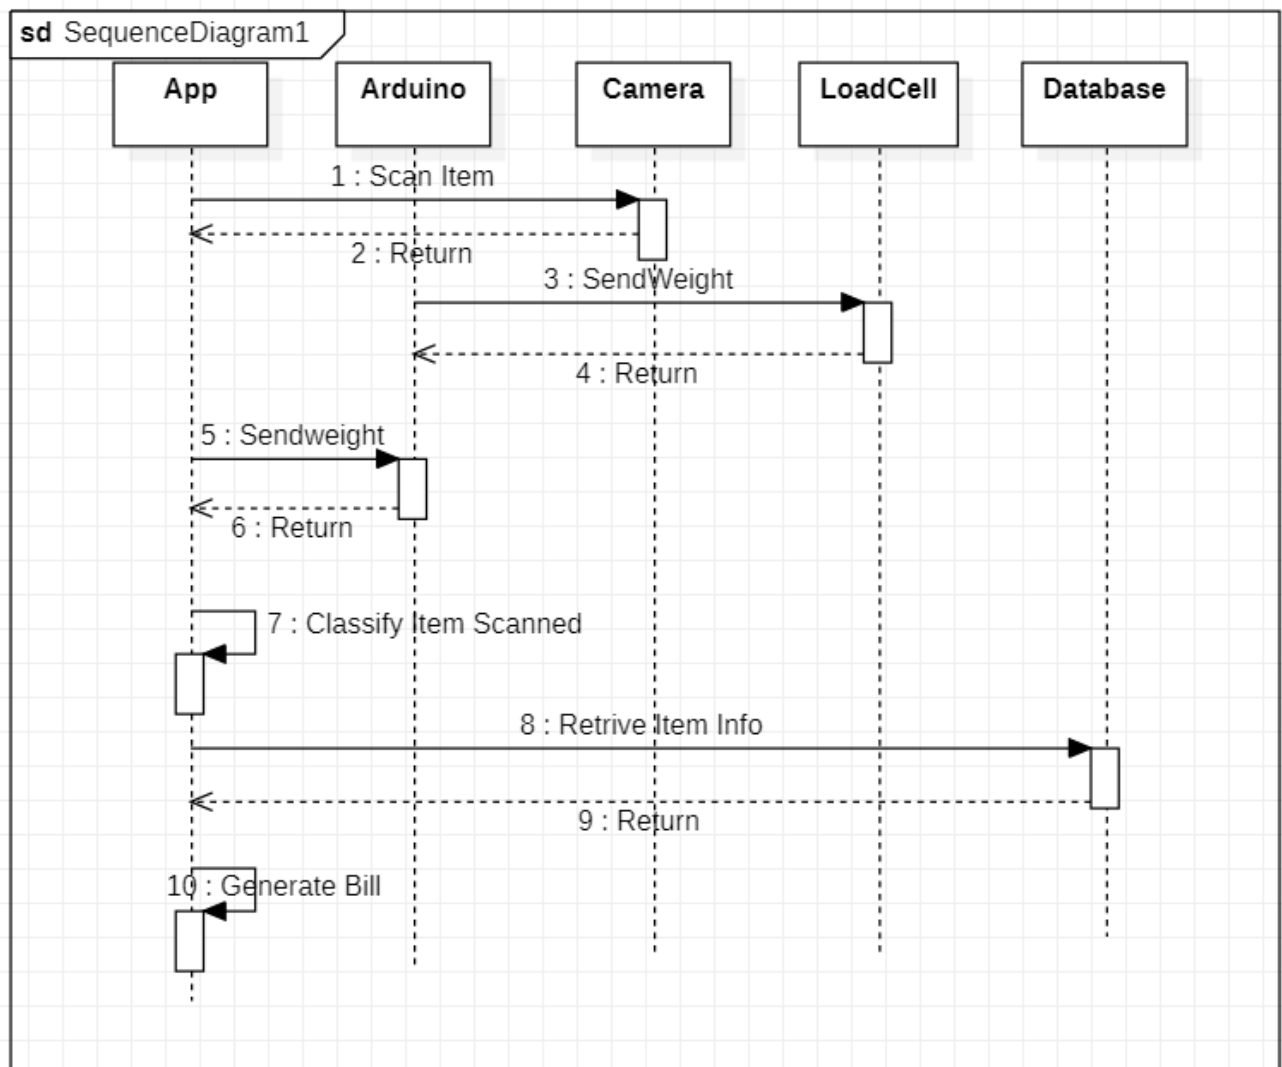 sd SequenceDiagram1
App
Arduino
Camera
LoadCell
Database
1 : Scan Item
2 : Return
3 : SendWeight
4 : Return
5 : Sendweight
6 : Return
7 : Classify Item Scanned
8 : Retrive Item Info
9 : Return
10 : Generate Bill